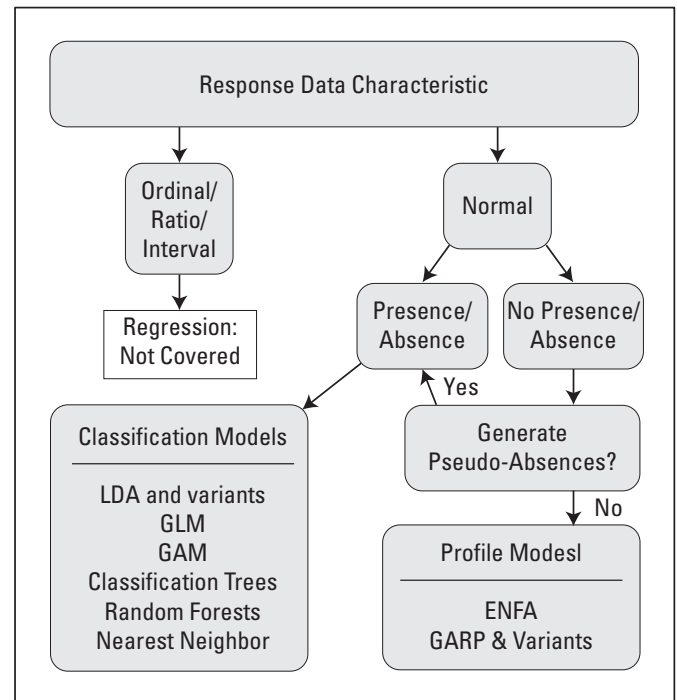 Response Data Characteristic
Ordinal/
Ratio/
Interval
Normal
Regression:
Not Covered
Presence/
Absence
No Presence/
Absence
Yes
Classification Models
LDA and variants
GLM
GAM
Classification Trees
Random Forests
Nearest Neighbor
Generate
Pseudo-Absences?
No
Profile Modesl
ENFA
GARP & Variants